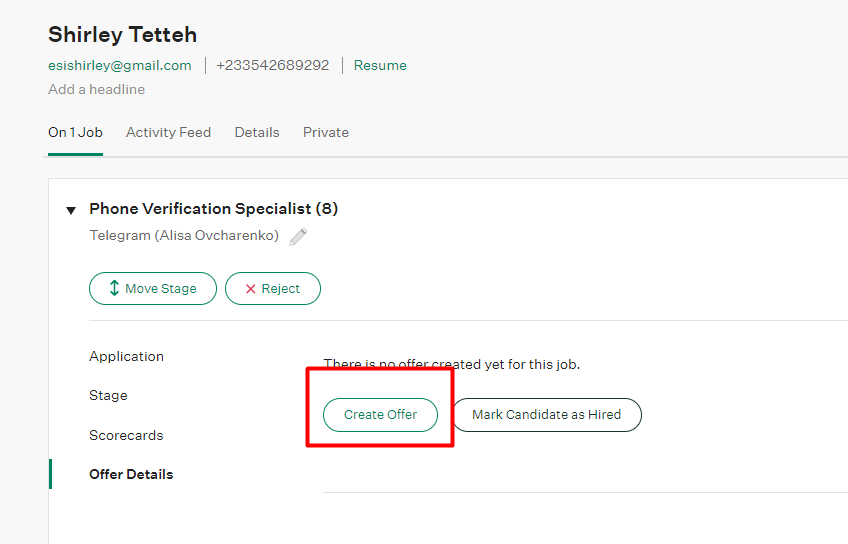 Shirley Tetteh
esishirley@gmail.com | +233542689292 | Resume
Add a headline
On 1 Job Activity Feed Details Private
Phone Verification Specialist (8)
Telegram (Alisa Ovcharenko)
Move Stage Reject
Application
There is no offer created yet for this job.
Stage
Create Offer Mark Candidate as Hired
Scorecards
Offer Details